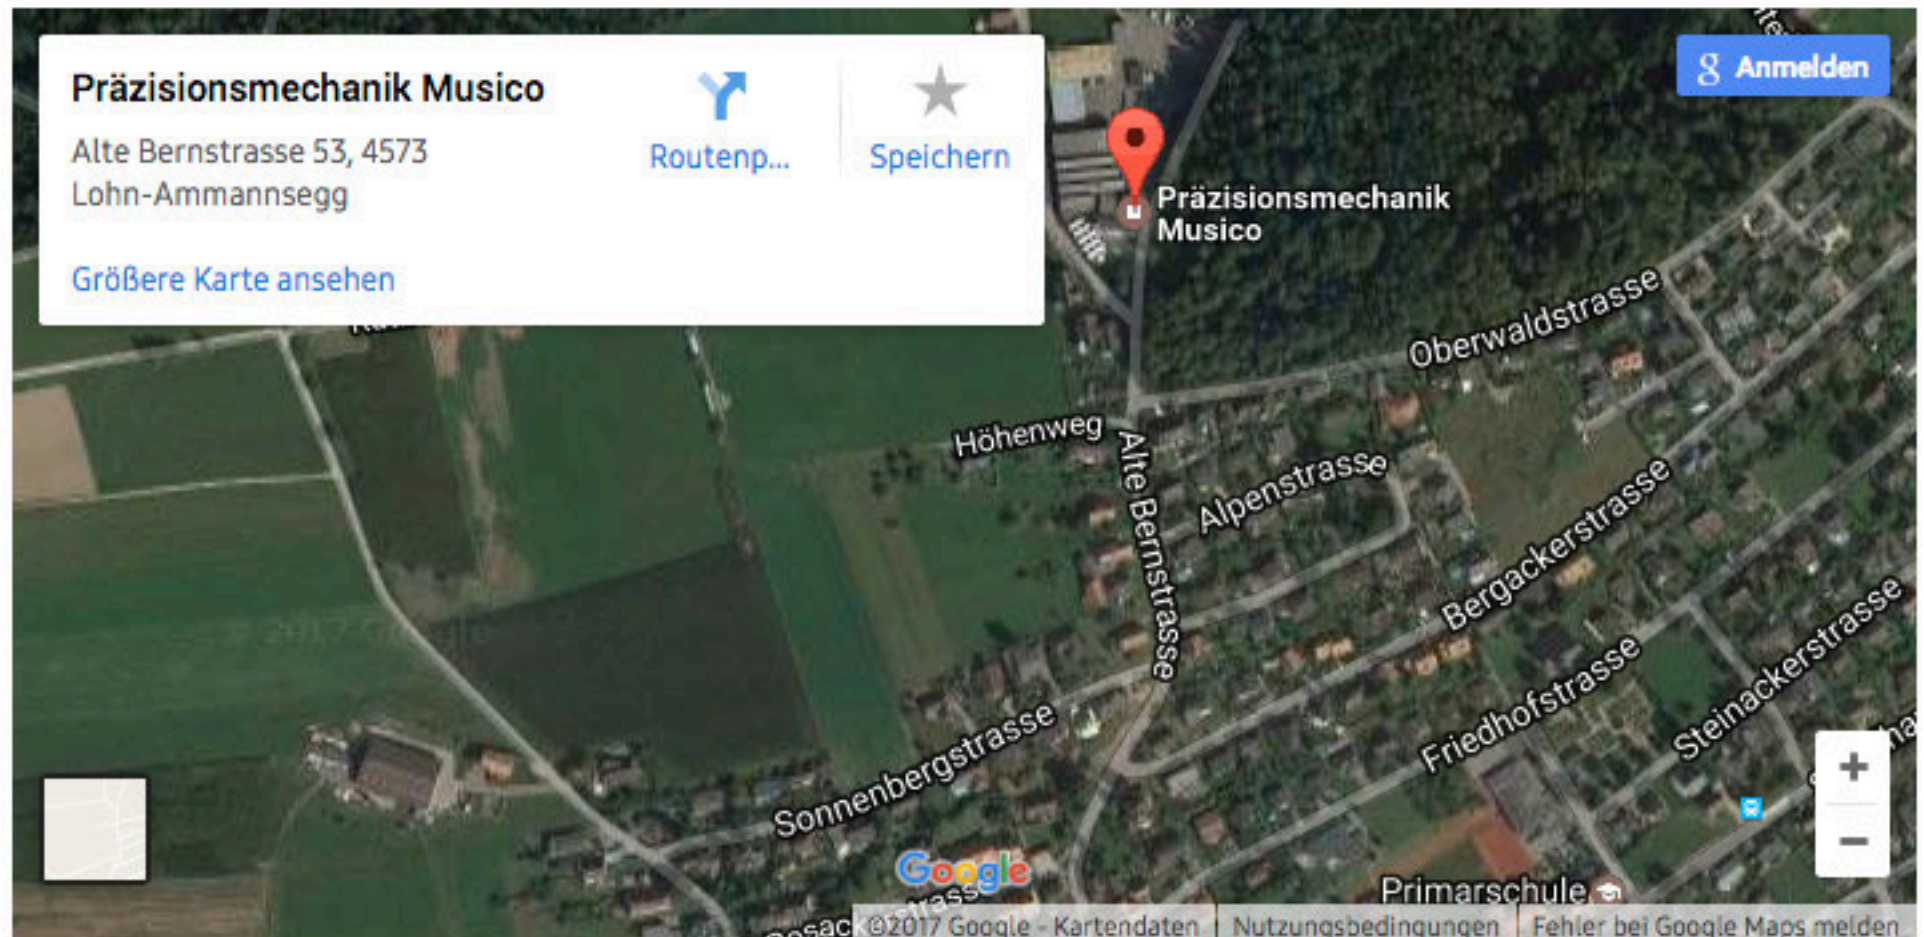 Präzisionsmechanik Musico
Alte Bernstrasse 53, 4573
Lohn-Ammannsegg
Größere Karte ansehen
Routenp...
Speichern
g Anmelden
Präzisionsmechanik
Musico
Oberwaldstrasse
Höhenweg
Alte Bernstrasse
Alpenstrasse
Bergackerstrasse
Friedhofstrasse
Steinackerstrasse
Sonnenbergstrasse
+
−
Google
Primarschule
©2017 Google - Kartendaten
Nutzungsbedingungen
Fehler bei Google Maps melden